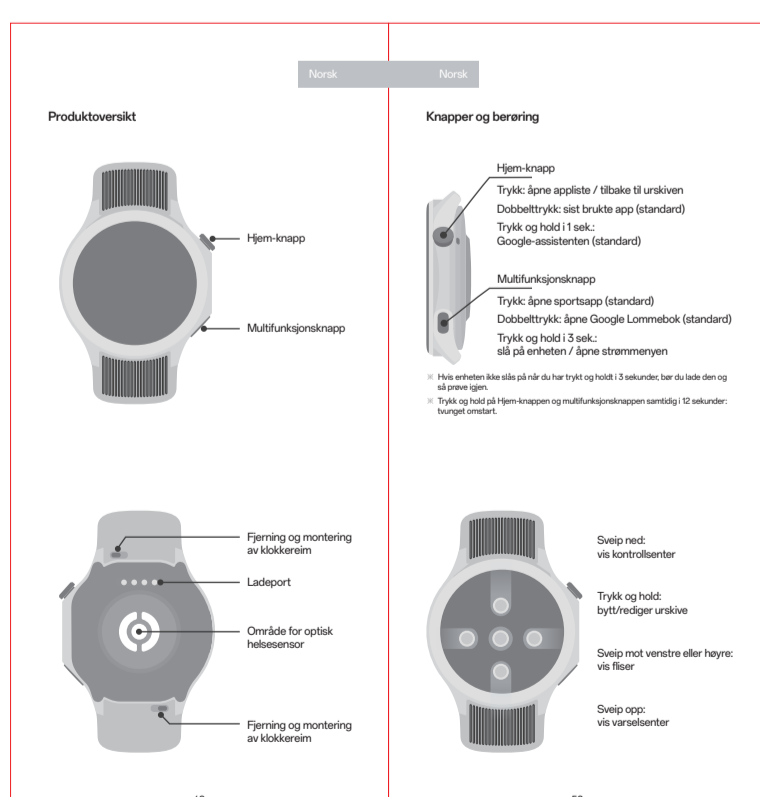 Norsk
Norsk
Produktoversikt
Hjem-knapp
Multifunksjonsknapp
Fjerning og montering
av klokkereim
Ladeport
Område for optisk
helsesensor
Fjerning og montering
av klokkereim
Knapper og berøring
Hjem-knapp
Trykk: åpne appliste / tilbake til urskiven
Dobbelttrykk: sist brukte app (standard)
Trykk og hold i 1 sek.:
Google-assistenten (standard)
Multifunksjonsknapp
Trykk: åpne sportsapp (standard)
Dobbelttrykk: åpne Google Lommebok (standard)
Trykk og hold i 3 sek.:
slå på enheten / åpne strømmenyen
※ Hvis enheten ikke slås på når du har trykt og holdt i 3 sekunder, bør du lade den og
så prøve igjen.
※ Trykk og hold på Hjem-knappen og multifunksjonsknappen samtidig i 12 sekunder:
tvunget omstart.
Sveip ned:
vis kontrollsenter
Trykk og hold:
bytt/rediger urskive
Sveip mot venstre eller høyre:
vis fliser
Sveip opp:
vis varselsenter